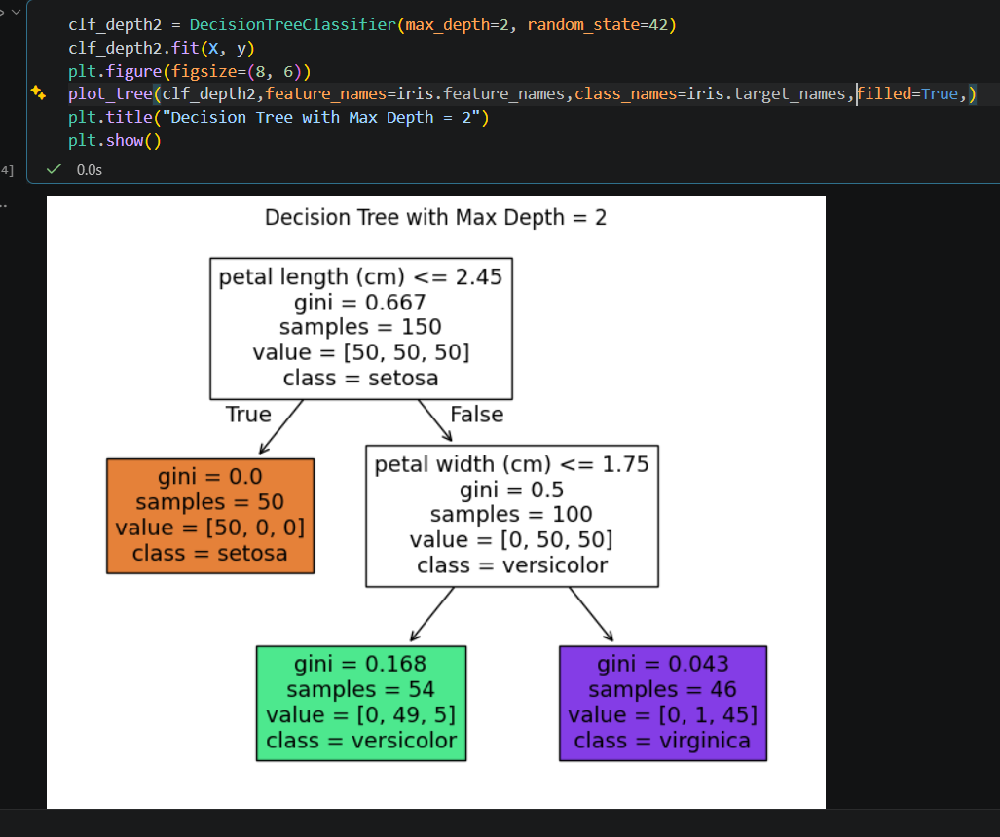 clf_depth2 = DecisionTreeClassifier(max_depth=2, random_state=42)
clf_depth2.fit(X, y)
plt.figure(figsize=(8, 6))
plot_tree(clf_depth2,feature_names=iris.feature_names,class_names=iris.target_names,filled=True,)
plt.title("Decision Tree with Max Depth = 2")
plt.show()
4]
0.0s
Decision Tree with Max Depth = 2
petal length (cm) <= 2.45
gini = 0.667
samples = 150
value = [50, 50, 50]
class = setosa
True
False
gini = 0.0
samples = 50
value = [50, 0, 0]
class = setosa
petal width (cm) <= 1.75
gini = 0.5
samples = 100
value = [0, 50, 50]
class = versicolor
gini = 0.168
samples = 54
value = [0, 49, 5]
class = versicolor
gini = 0.043
samples = 46
value = [0, 1, 45]
class = virginica